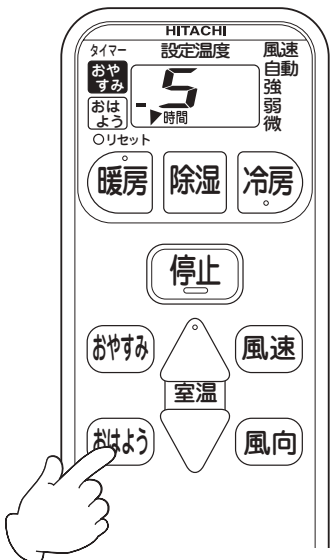 HITACHI
タイマー 設定温度 風速
おやすみ
おはよう
5
時間
自動
強
弱
微
リセット
暖房 除湿 冷房
停止
おやすみ 風速
室温
おはよう 風向